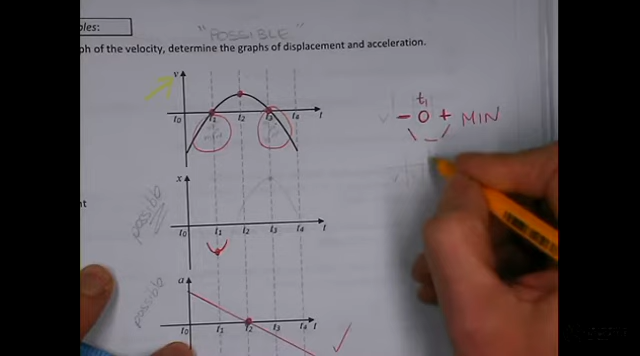 "POSSIBLE"
ples:
ph of the velocity, determine the graphs of displacement and acceleration.
v
t0 t1 t2 t3 t4 t
t1
- 0 + MIN
x
possible
t0 t1 t2 t3 t4 t
a
possible
t0 t1 t2 t3 t4 t
nt